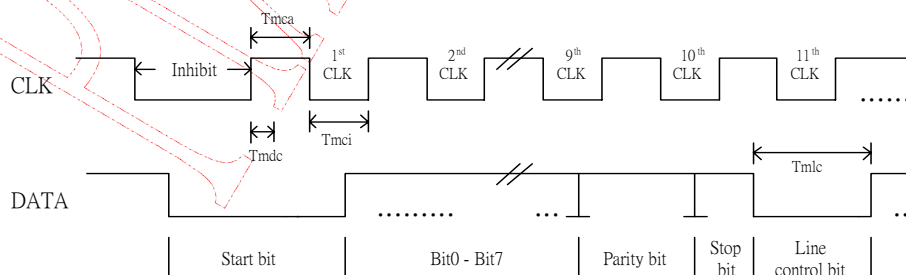 Tmca
1st CLK
2nd CLK
9th CLK
10th CLK
11th CLK
Inhibit
CLK
......
Tmdc
Tmci
Tmlc
DATA
.........
...
..
Start bit
Bit0 - Bit7
Parity bit
Stop bit
Line control bit